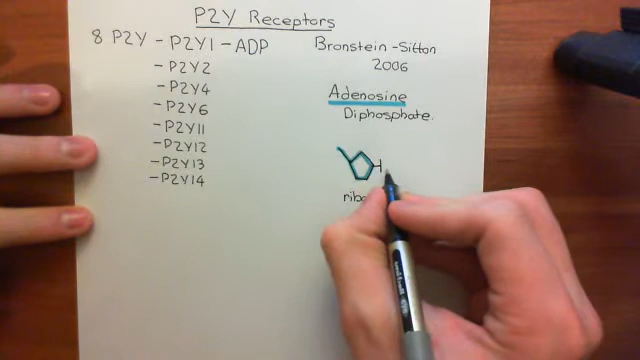 P2Y Receptors
8 P2Y - P2Y1 - ADP
- P2Y2
- P2Y4
- P2Y6
- P2Y11
- P2Y12
- P2Y13
- P2Y14
Bronstein-Sitton
2006
Adenosine
Diphosphate.